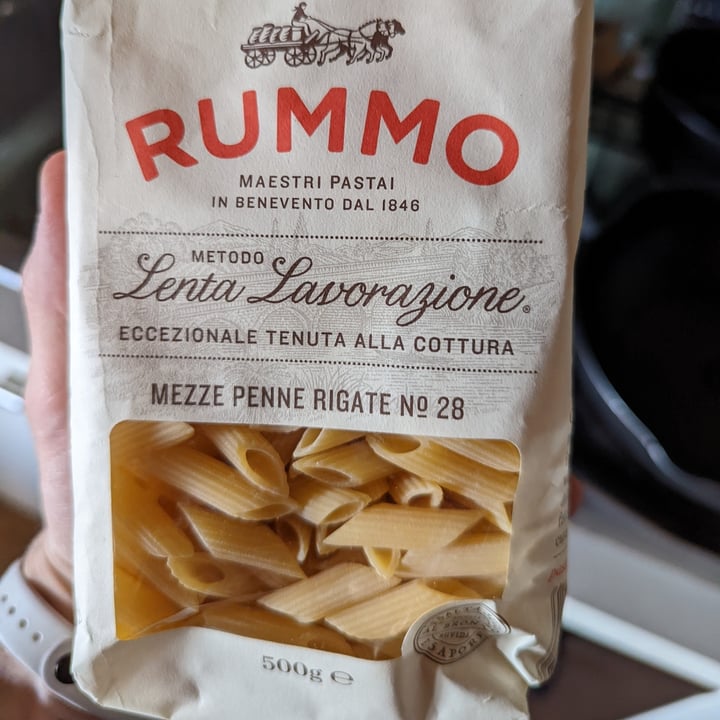 RUMMO
MAESTRI PASTAI
IN BENEVENTO DAL 1846
METODO
Lenta Lavorazione®
ECCEZIONALE TENUTA ALLA COTTURA
MEZZE PENNE RIGATE Nº 28
500g ℮